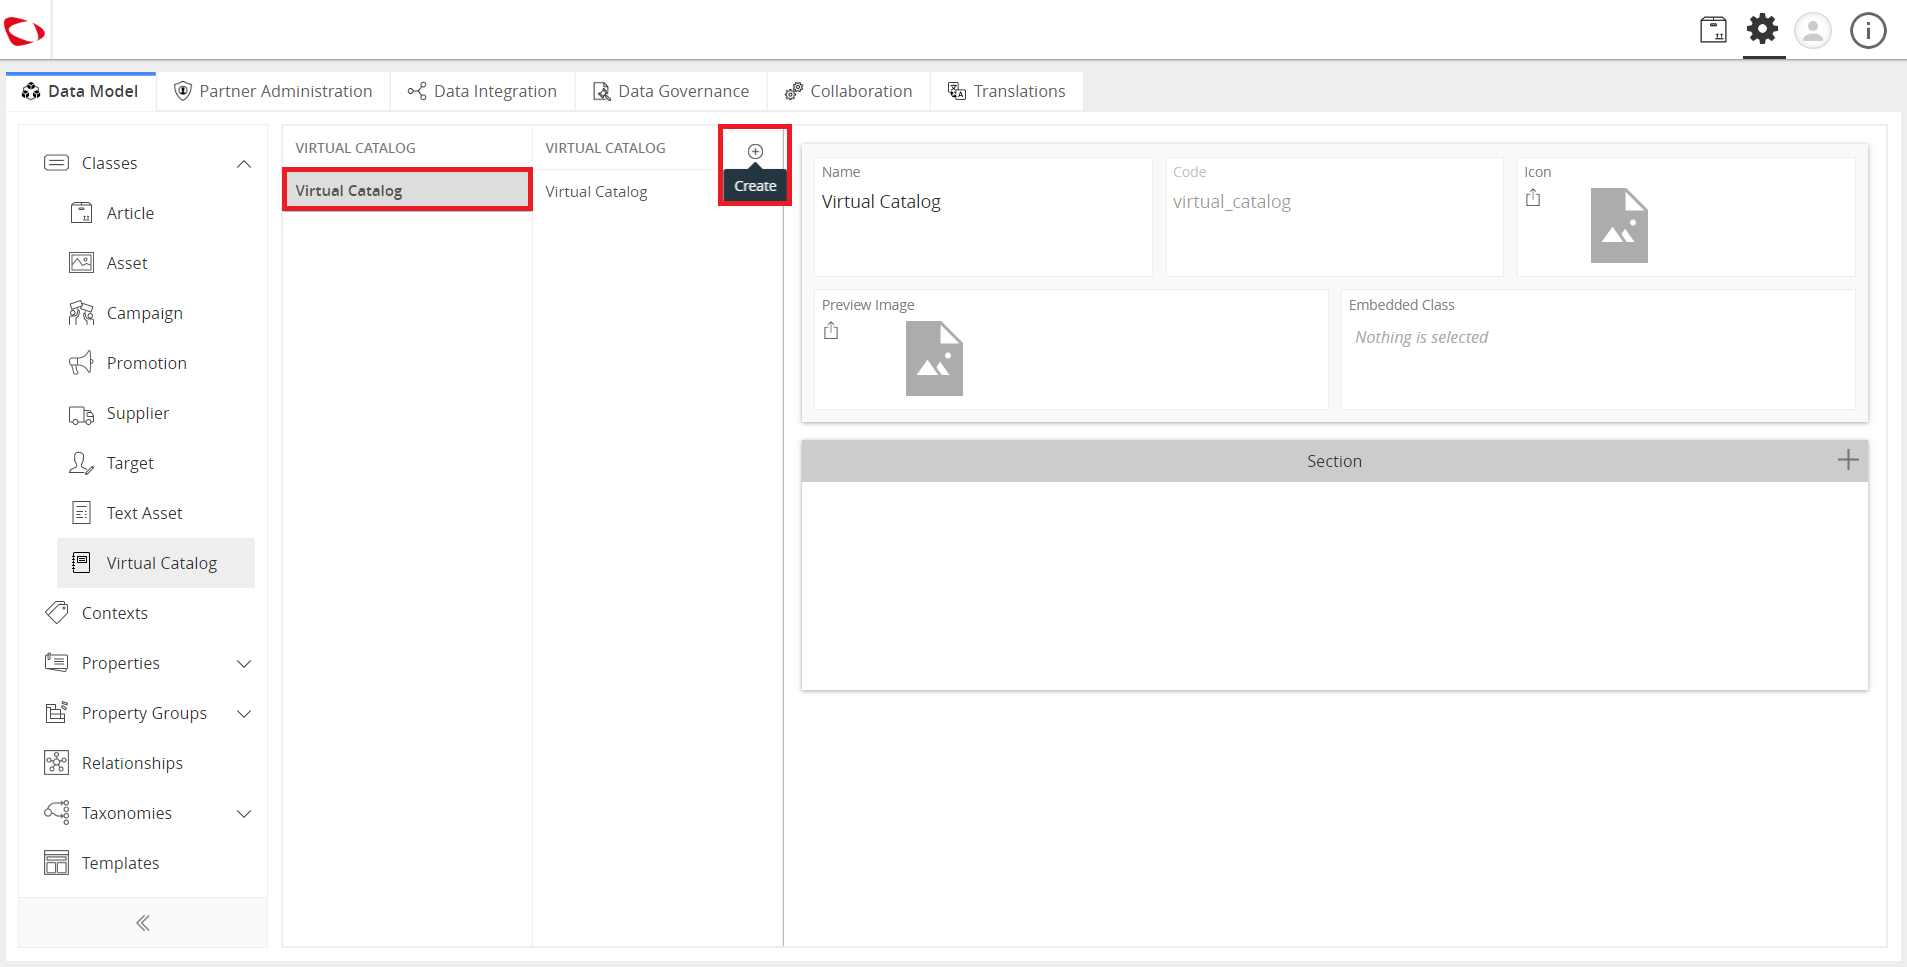 Data Model
Partner Administration
Data Integration
Data Governance
Collaboration
Translations
Classes
Article
Asset
Campaign
Promotion
Supplier
Target
Text Asset
Virtual Catalog
Contexts
Properties
Property Groups
Relationships
Taxonomies
Templates
VIRTUAL CATALOG
Virtual Catalog
VIRTUAL CATALOG
Create
Virtual Catalog
Name
Virtual Catalog
Code
virtual_catalog
Icon
Preview Image
Embedded Class
Nothing is selected
Section